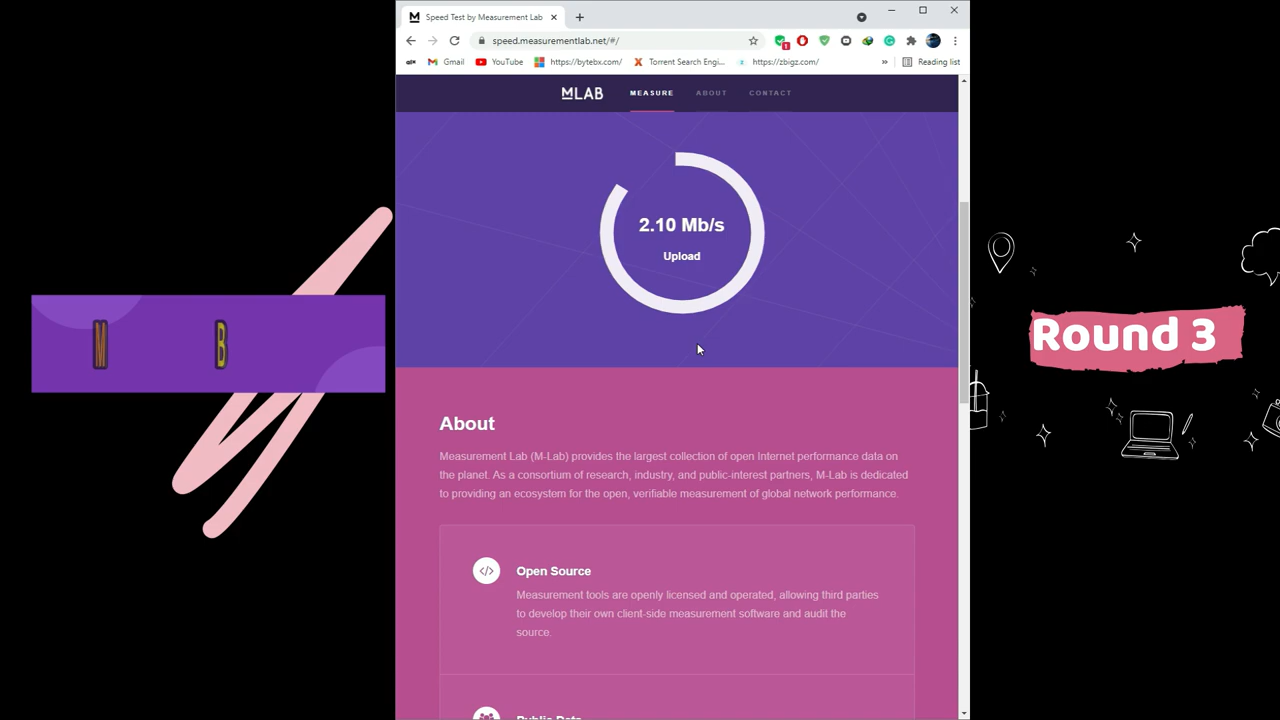 Speed Test by Measurement Lab
speed.measurementlab.net/#/
1
olx
Gmail
YouTube
https://bytebx.com/
Torrent Search Engi...
https://zbigz.com/
»
Reading list
MLAB
MEASURE
ABOUT
CONTACT
2.10 Mb/s
Upload
M B
Round 3
About
Measurement Lab (M-Lab) provides the largest collection of open Internet performance data on
the planet. As a consortium of research, industry, and public-interest partners, M-Lab is dedicated
to providing an ecosystem for the open, verifiable measurement of global network performance.
</>
Open Source
Measurement tools are openly licensed and operated, allowing third parties
to develop their own client-side measurement software and audit the
source.
Public Data